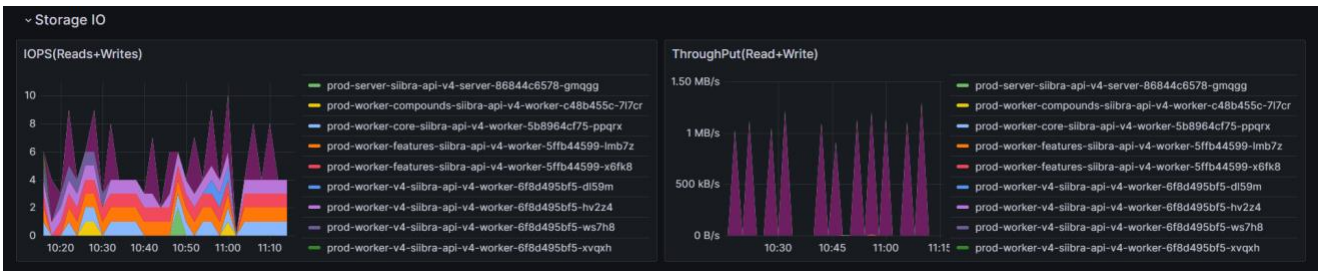 Storage IO
IOPS(Reads+Writes)
10
8
6
4
2
0
10:20 10:30 10:40 10:50 11:00 11:10
prod-server-siibra-api-v4-server-86844c6578-gmqgg
prod-worker-compounds-siibra-api-v4-worker-c48b455c-7l7cr
prod-worker-core-siibra-api-v4-worker-5b8964cf75-ppqrx
prod-worker-features-siibra-api-v4-worker-5ffb44599-lmb7z
prod-worker-features-siibra-api-v4-worker-5ffb44599-x6fk8
prod-worker-v4-siibra-api-v4-worker-6f8d495bf5-dl59m
prod-worker-v4-siibra-api-v4-worker-6f8d495bf5-hv2z4
prod-worker-v4-siibra-api-v4-worker-6f8d495bf5-ws7h8
prod-worker-v4-siibra-api-v4-worker-6f8d495bf5-xvqxh
ThroughPut(Read+Write)
1.50 MB/s
1 MB/s
500 kB/s
0 B/s
10:30 10:45 11:00 11:15
prod-server-siibra-api-v4-server-86844c6578-gmqgg
prod-worker-compounds-siibra-api-v4-worker-c48b455c-7l7cr
prod-worker-core-siibra-api-v4-worker-5b8964cf75-ppqrx
prod-worker-features-siibra-api-v4-worker-5ffb44599-lmb7z
prod-worker-features-siibra-api-v4-worker-5ffb44599-x6fk8
prod-worker-v4-siibra-api-v4-worker-6f8d495bf5-dl59m
prod-worker-v4-siibra-api-v4-worker-6f8d495bf5-hv2z4
prod-worker-v4-siibra-api-v4-worker-6f8d495bf5-ws7h8
prod-worker-v4-siibra-api-v4-worker-6f8d495bf5-xvqxh